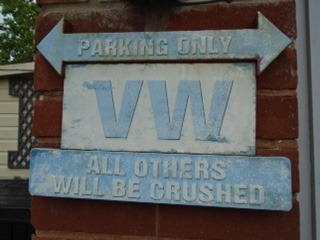 PARKING ONLY
VW
ALL OTHERS
WILL BE CRUSHED